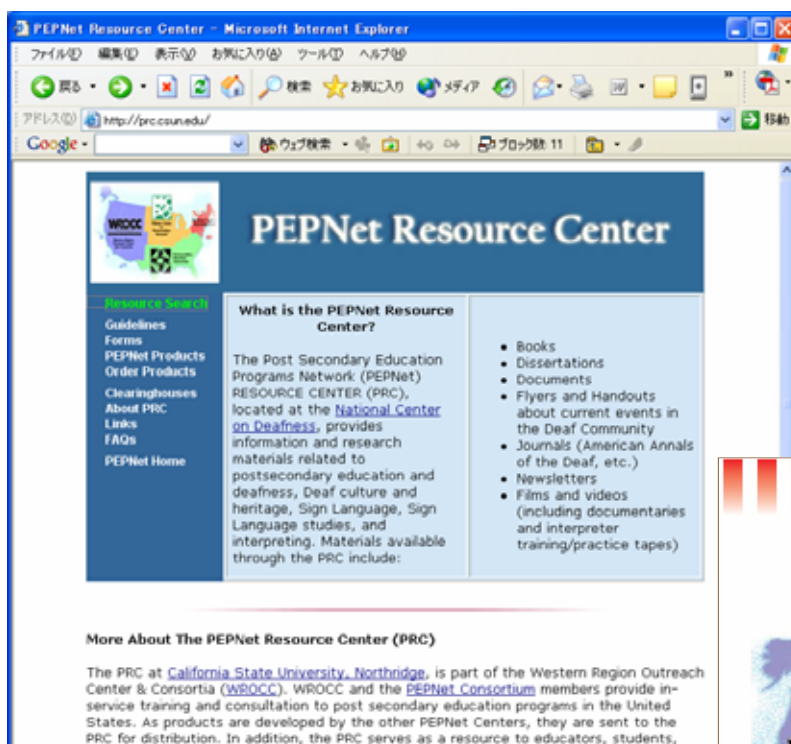 PEPNet Resource Center - Microsoft Internet Explorer
ファイル(F) 編集(E) 表示(V) お気に入り(A) ツール(T) ヘルプ(H)
戻る 検索 お気に入り メディア
アドレス(D) http://prc.csun.edu/ 移動
Google ウェブ検索 ブロック数: 11
WROCC
PEPNet Resource Center
Resource Search
Guidelines
Forms
PEPNet Products
Order Products
Clearinghouses
About PRC
Links
FAQs
PEPNet Home
What is the PEPNet Resource
Center?
The Post Secondary Education
Programs Network (PEPNet)
RESOURCE CENTER (PRC),
located at the National Center
on Deafness, provides
information and research
materials related to
postsecondary education and
deafness, Deaf culture and
heritage, Sign Language, Sign
Language studies, and
interpreting. Materials available
through the PRC include:
• Books
• Dissertations
• Documents
• Flyers and Handouts
about current events in
the Deaf Community
• Journals (American Annals
of the Deaf, etc.)
• Newsletters
• Films and videos
(including documentaries
and interpreter
training/practice tapes)
More About The PEPNet Resource Center (PRC)
The PRC at California State University, Northridge, is part of the Western Region Outreach
Center & Consortia (WROCC). WROCC and the PEPNet Consortium members provide in-
service training and consultation to post secondary education programs in the United
States. As products are developed by the other PEPNet Centers, they are sent to the
PRC for distribution. In addition, the PRC serves as a resource to educators, students,